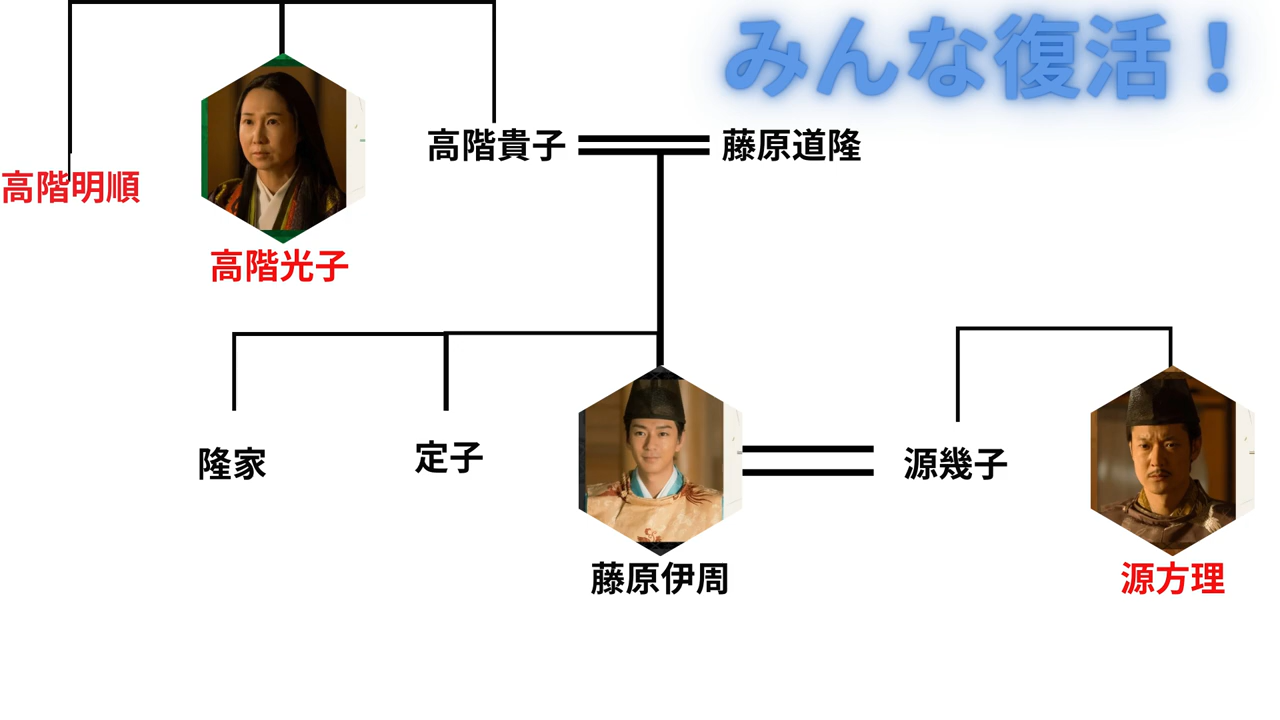 みんな復活！
高階貴子
藤原道隆
高階明順
高階光子
隆家
定子
源幾子
藤原伊周
源方理